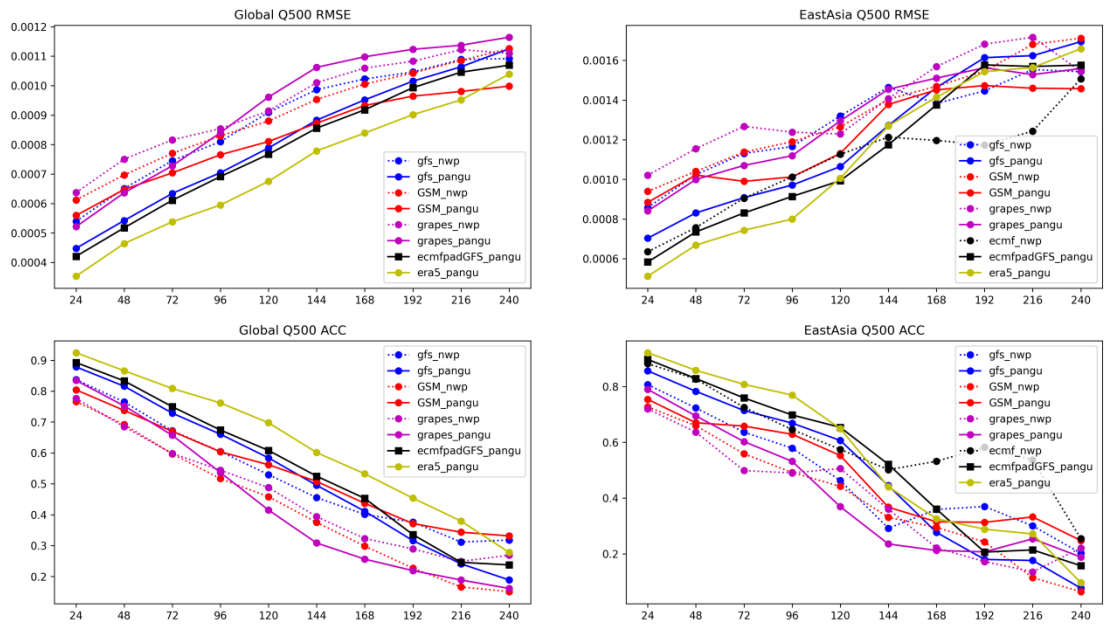 Global Q500 RMSE
0.0012
0.0011
0.0010
0.0009
0.0008
0.0007
0.0006
0.0005
0.0004
24 48 72 96 120 144 168 192 216 240
gfs_nwp
gfs_pangu
GSM_nwp
GSM_pangu
grapes_nwp
grapes_pangu
ecmfpadGFS_pangu
era5_pangu
EastAsia Q500 RMSE
0.0016
0.0014
0.0012
0.0010
0.0008
0.0006
24 48 72 96 120 144 168 192 216 240
gfs_nwp
gfs_pangu
GSM_nwp
GSM_pangu
grapes_nwp
grapes_pangu
ecmf_nwp
ecmfpadGFS_pangu
era5_pangu
Global Q500 ACC
0.9
0.8
0.7
0.6
0.5
0.4
0.3
0.2
24 48 72 96 120 144 168 192 216 240
gfs_nwp
gfs_pangu
GSM_nwp
GSM_pangu
grapes_nwp
grapes_pangu
ecmfpadGFS_pangu
era5_pangu
EastAsia Q500 ACC
0.8
0.6
0.4
0.2
24 48 72 96 120 144 168 192 216 240
gfs_nwp
gfs_pangu
GSM_nwp
GSM_pangu
grapes_nwp
grapes_pangu
ecmf_nwp
ecmfpadGFS_pangu
era5_pangu